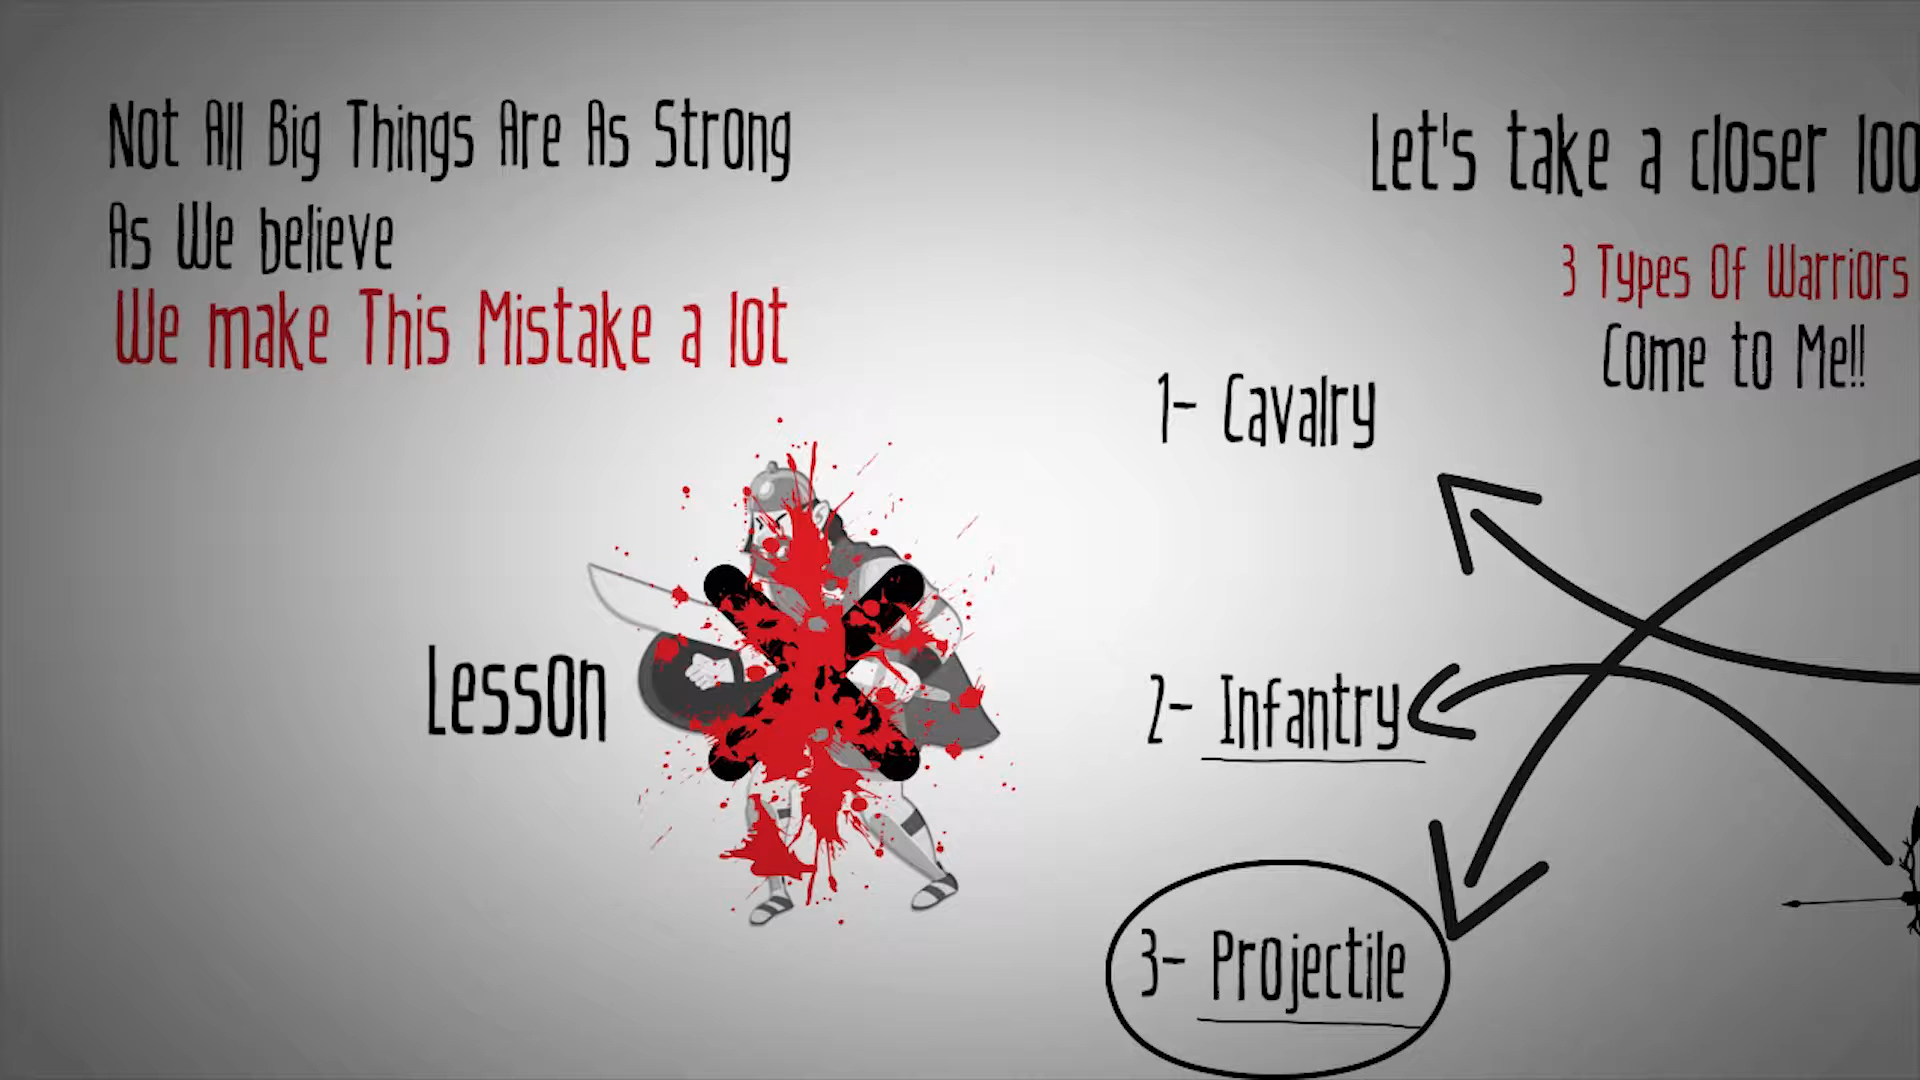 Not All Big Things Are As Strong
As We believe
We make This Mistake a lot
Lesson
Let's take a closer
3 Types Of Warriors
Come to Me!!
1- Cavalry
2- Infantry
3- Projectile